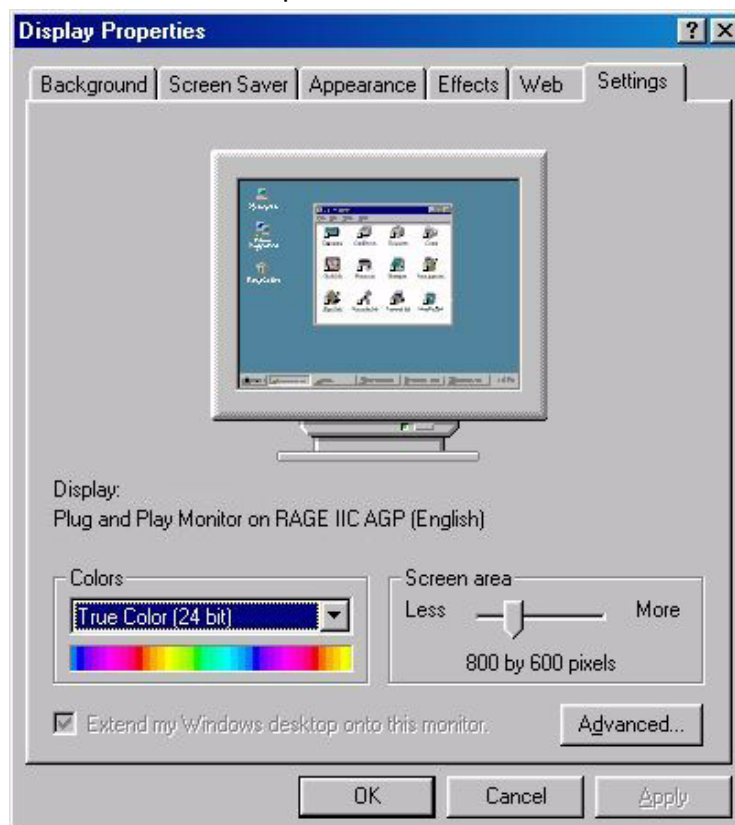 Display Properties
Background Screen Saver Appearance Effects Web Settings
Display:
Plug and Play Monitor on RAGE IIC AGP (English)
Colors
Screen area
True Color (24 bit)
Less More
800 by 600 pixels
Extend my Windows desktop onto this monitor.
Advanced...
OK Cancel Apply